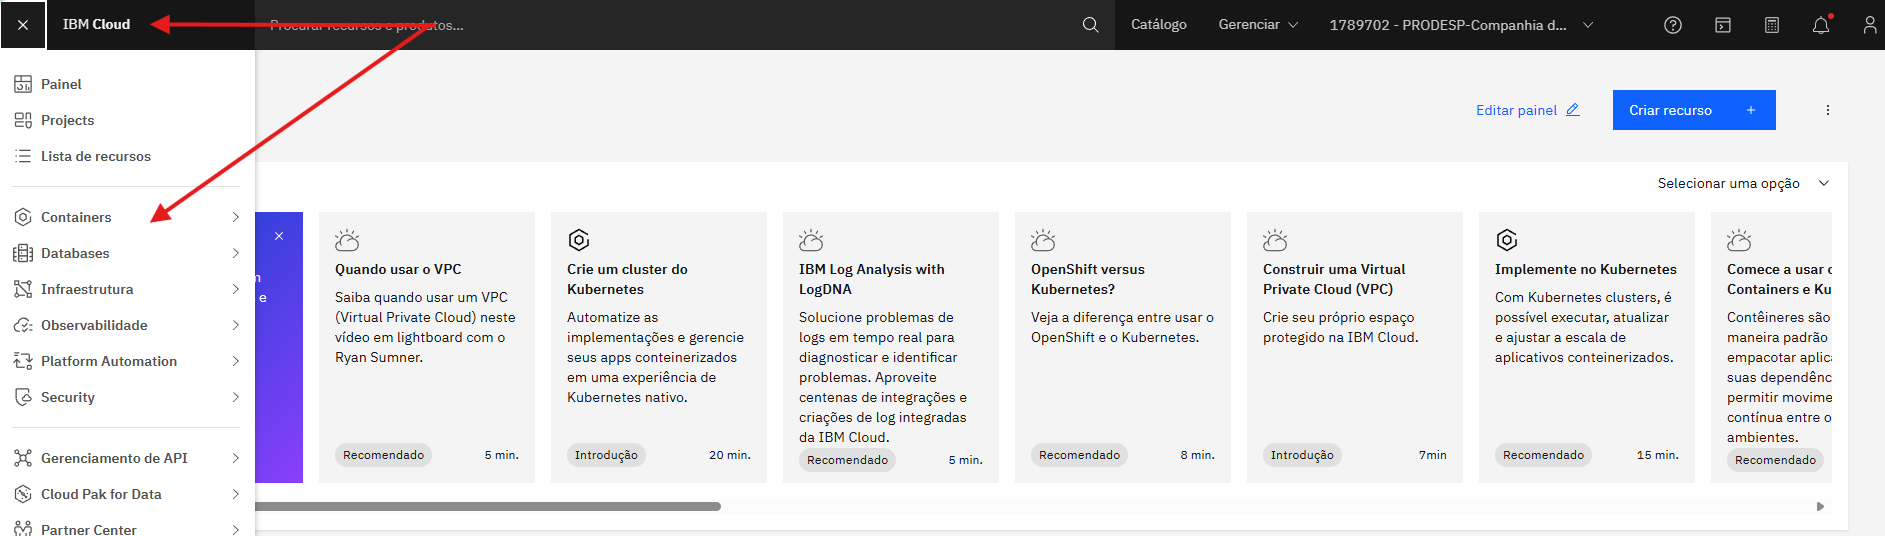 IBM Cloud
Procurar recursos e produtos...
Catálogo
Gerenciar
1789702 - PRODESP-Companhia d...
Painel
Projects
Lista de recursos
Containers
Databases
Infraestrutura
Observabilidade
Platform Automation
Security
Gerenciamento de API
Cloud Pak for Data
Partner Center
Editar painel
Criar recurso
Selecionar uma opção
e
Quando usar o VPC
Saiba quando usar um VPC
(Virtual Private Cloud) neste
vídeo em lightboard com o
Ryan Sumner.
Recomendado
5 min.
Crie um cluster do
Kubernetes
Automatize as
implementações e gerencie
seus apps conteinerizados
em uma experiência de
Kubernetes nativo.
Introdução
20 min.
IBM Log Analysis with
LogDNA
Solucione problemas de
logs em tempo real para
diagnosticar e identificar
problemas. Aproveite
centenas de integrações e
criações de log integradas
da IBM Cloud.
Recomendado
5 min.
OpenShift versus
Kubernetes?
Veja a diferença entre usar o
OpenShift e o Kubernetes.
Recomendado
8 min.
Construir uma Virtual
Private Cloud (VPC)
Crie seu próprio espaço
protegido na IBM Cloud.
Introdução
7min
Implemente no Kubernetes
Com Kubernetes clusters, é
possível executar, atualizar
e ajustar a escala de
aplicativos conteinerizados.
Recomendado
15 min.
Comece a usar
Containers e Ku
Contêineres são
maneira padrão
empacotar aplic
suas dependênc
permitir movime
contínua entre o
ambientes.
Recomendado